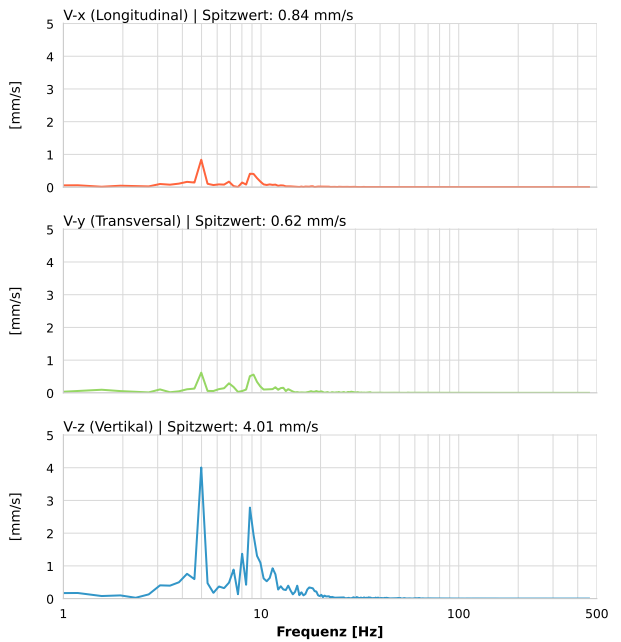 V-x (Longitudinal) | Spitzwert: 0.84 mm/s
5
4
3
2
1
0
[mm/s]
V-y (Transversal) | Spitzwert: 0.62 mm/s
5
4
3
2
1
0
[mm/s]
V-z (Vertikal) | Spitzwert: 4.01 mm/s
5
4
3
2
1
0
[mm/s]
1 10 100 500
Frequenz [Hz]